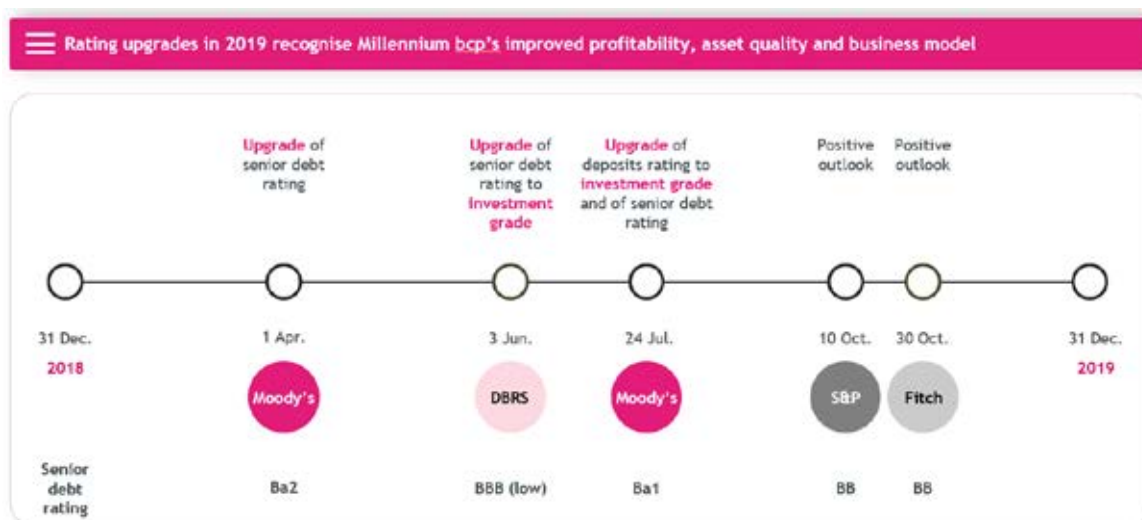 Rating upgrades in 2019 recognise Millennium bcp's improved profitability, asset quality and business model
Upgrade of
senior debt
rating
Upgrade of
senior debt
rating to
Investment
grade
Upgrade of
deposits rating to
investment grade
and of senior debt
rating
Positive
outlook
Positive
outlook
31 Dec.
2018
1 Apr.
3 Jun.
24 Jul.
10 Oct.
30 Oct.
31 Dec.
2019
Moody's
DBRS
Moody's
S&P
Fitch
Senior
debt
rating
Ba2
BBB (low)
Ba1
BB
BB